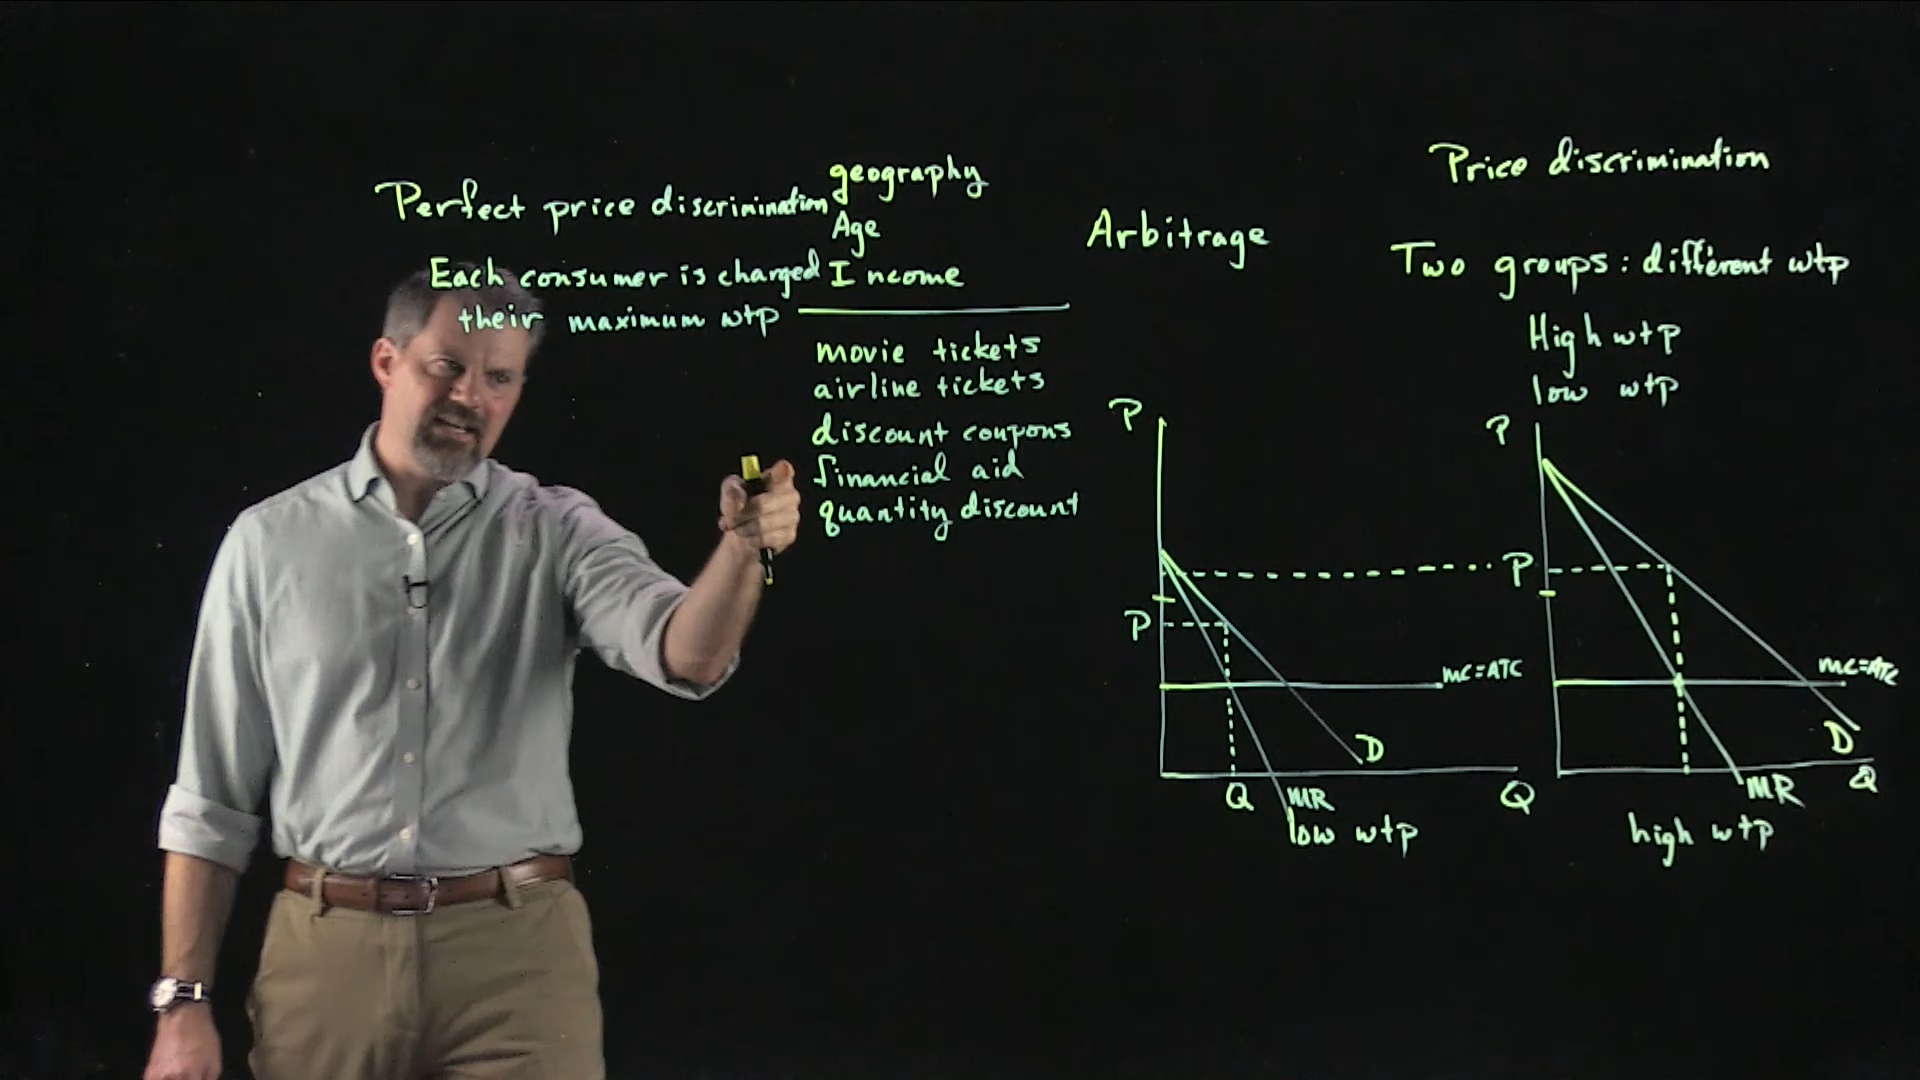 Perfect price discrimination
Each consumer is charged
their maximum wtp
geography
Age
Income
movie tickets
airline tickets
discount coupons
financial aid
quantity discount
Arbitrage
Price discrimination
Two groups: different wtp
High wtp
low wtp
P
P
MC=ATC
D
Q
MR
Q
low wtp
P
P
MC=ATC
D
MR
Q
high wtp